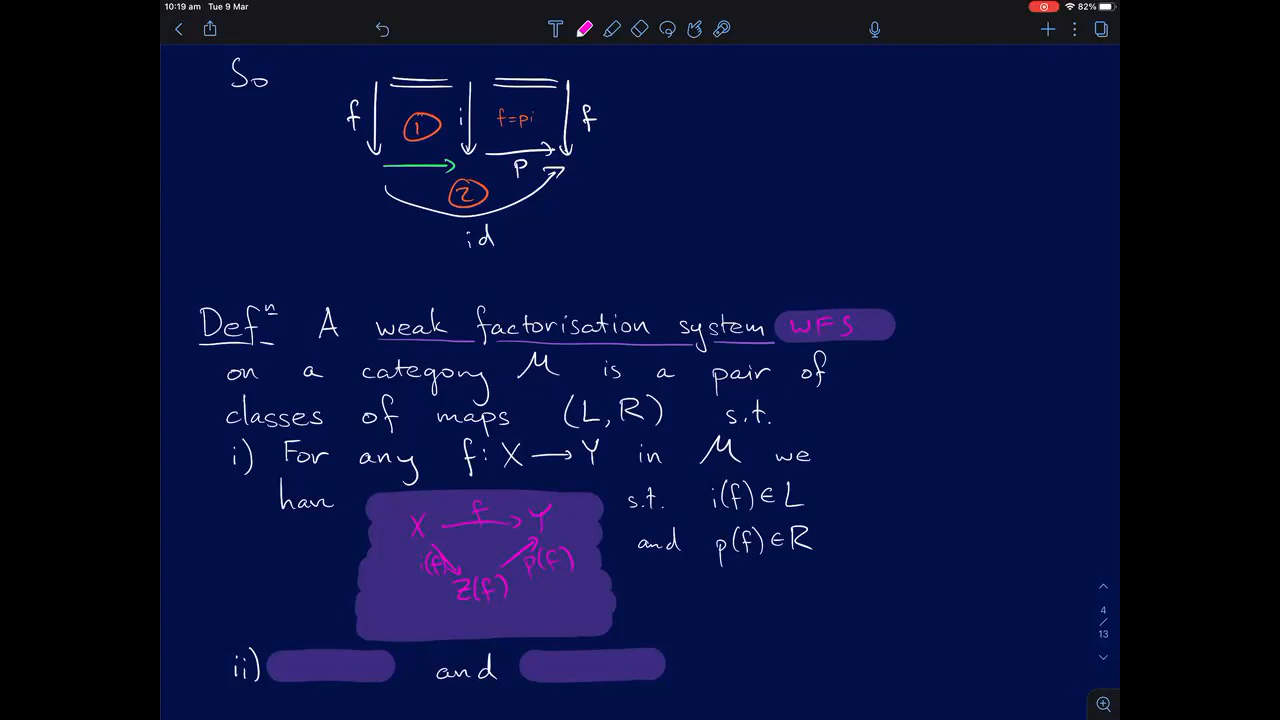 10:19 am Tue 9 Mar
82%
So
f
i
f
①
f=pi
p
②
id
Defⁿ A weak factorisation system WFS
on a category M is a pair of
classes of maps (L,R) s.t.
i) For any f: X → Y in M we
have
s.t. i(f) ∈ L
X f Y
and p(f) ∈ R
i(f) p(f)
Z(f)
4
/
13
ii) and